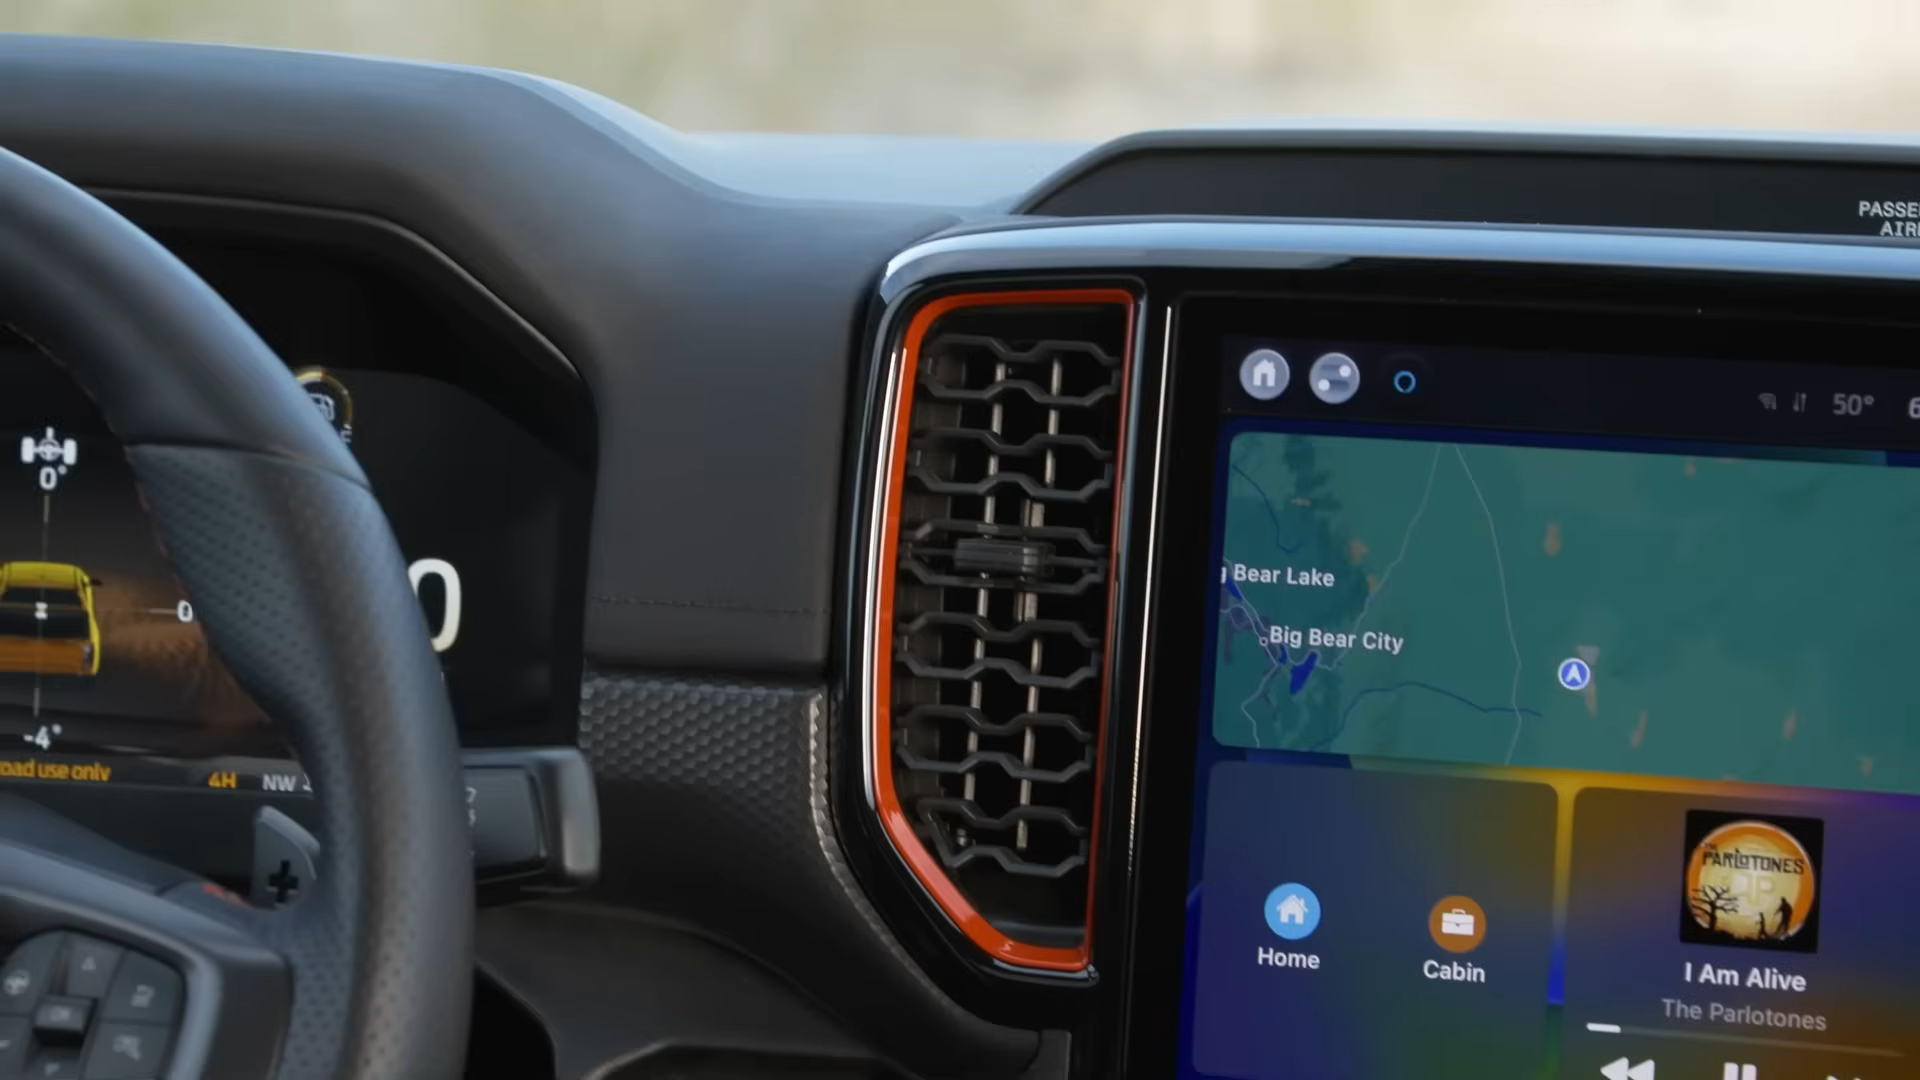 PASSE
AIR
50°
0°
Bear Lake
0
0
Big Bear City
-4°
oad use only
4H
NW
PARLOTONES
Home
Cabin
I Am Alive
The Parlotones